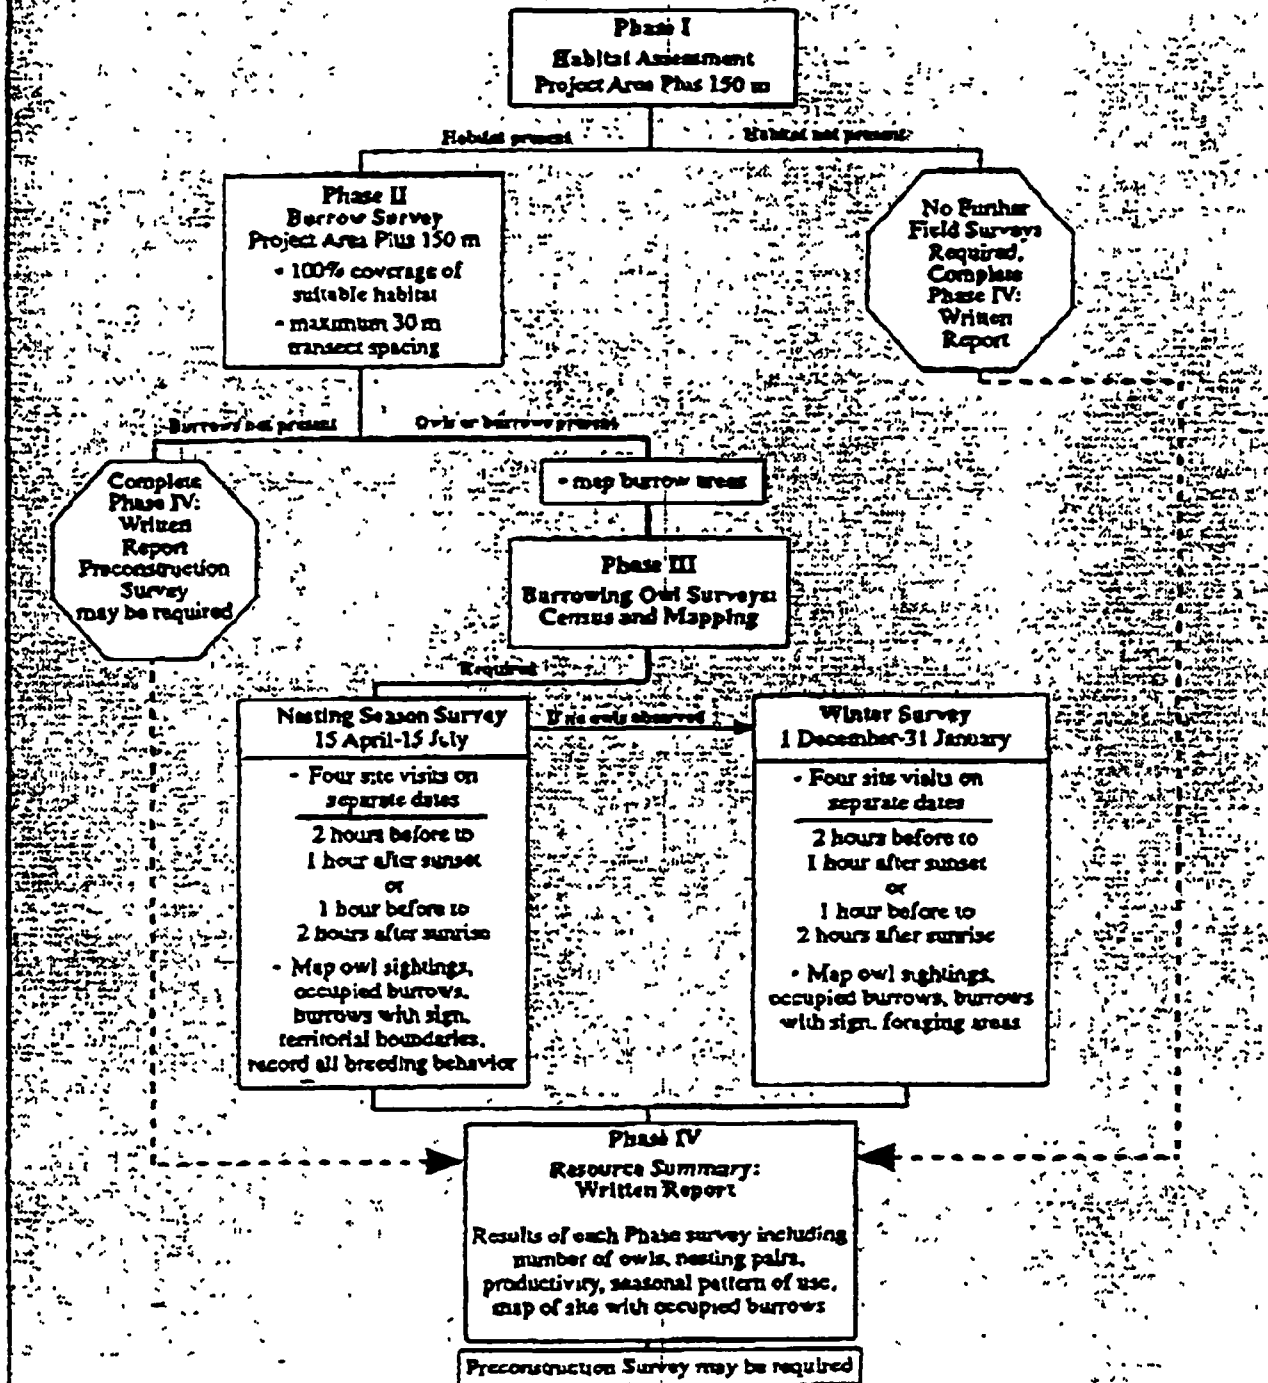 Phase I
Habitat Assessment
Project Area Plus 150 m
Habitat present
Habitat not present
Phase II
Burrow Survey
Project Area Plus 150 m
- 100% coverage of
suitable habitat
- maximum 30 m
transect spacing
No Further
Field Surveys
Required,
Complete
Phase IV:
Written
Report
Burrows not present
Owls or burrows present
Complete
Phase IV:
Written
Report
Preconstruction
Survey
may be required
- map burrow areas
Phase III
Burrowing Owl Surveys:
Census and Mapping
Required
Nesting Season Survey
15 April-15 July
- Four site visits on
separate dates
2 hours before to
1 hour after sunset
or
1 hour before to
2 hours after sunrise
- Map owl sightings,
occupied burrows,
burrows with sign,
territorial boundaries,
record all breeding behavior
If no owls observed
Winter Survey
1 December-31 January
- Four site visits on
separate dates
2 hours before to
1 hour after sunset
or
1 hour before to
2 hours after sunrise
- Map owl sightings,
occupied burrows, burrows
with sign, foraging areas
Phase IV
Resource Summary:
Written Report
Results of each Phase survey including
number of owls, nesting pairs,
productivity, seasonal pattern of use,
map of site with occupied burrows
Preconstruction Survey may be required